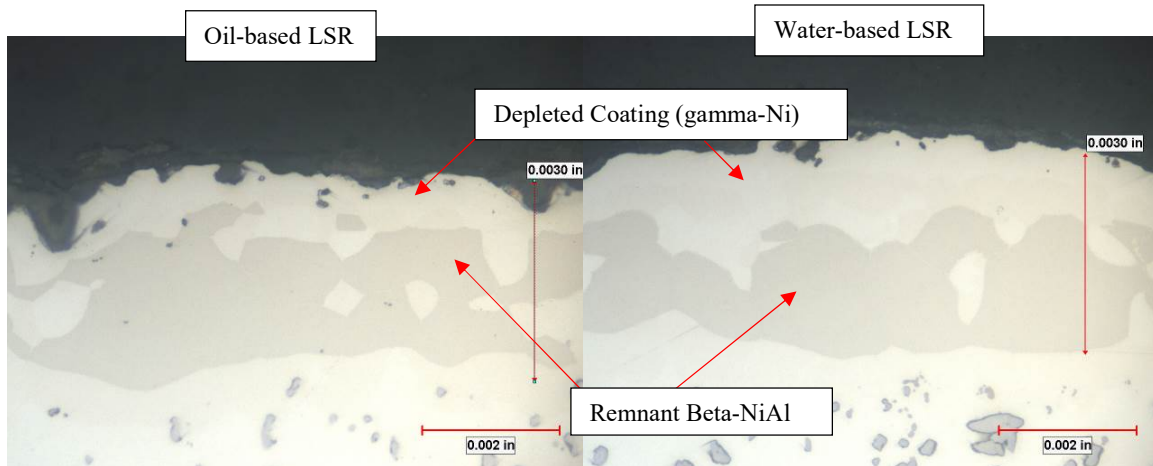 Oil-based LSR
Water-based LSR
Depleted Coating (gamma-Ni)
0.0030 in
0.0030 in
Remnant Beta-NiAl
0.002 in
0.002 in